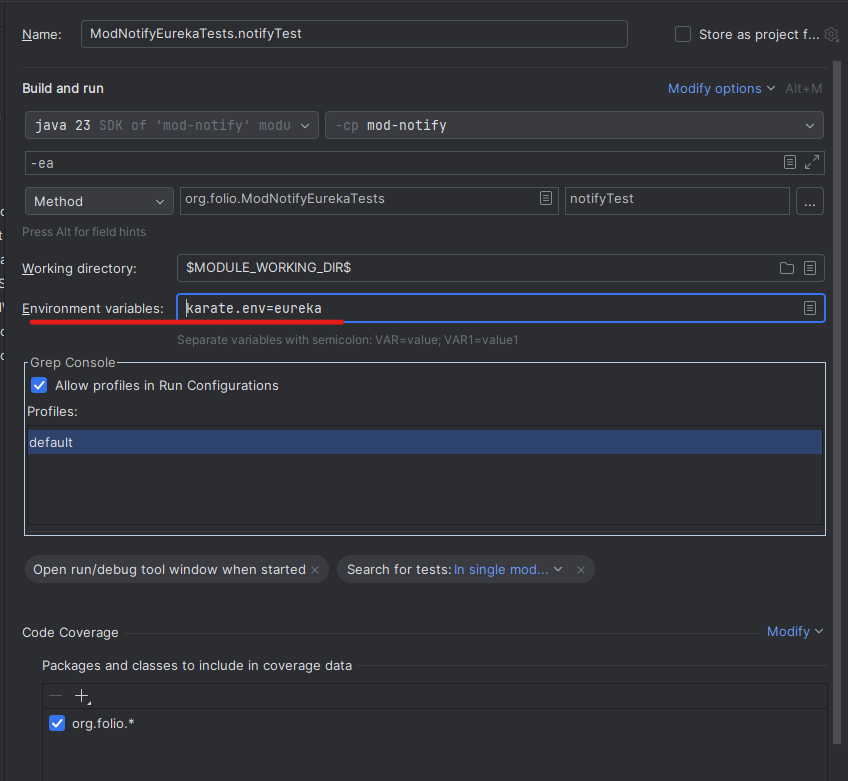 Name: ModNotifyEurekaTests.notifyTest Store as project f...
Build and run Modify options Alt+M
java 23 SDK of 'mod-notify' modu -cp mod-notify
-ea
Method org.folio.ModNotifyEurekaTests notifyTest ...
Press Alt for field hints
Working directory: $MODULE_WORKING_DIR$
Environment variables: karate.env=eureka
Separate variables with semicolon: VAR=value; VAR1=value1
Grep Console
Allow profiles in Run Configurations
Profiles:
default
Open run/debug tool window when started Search for tests: In single mod...
Code Coverage Modify
Packages and classes to include in coverage data
org.folio.*